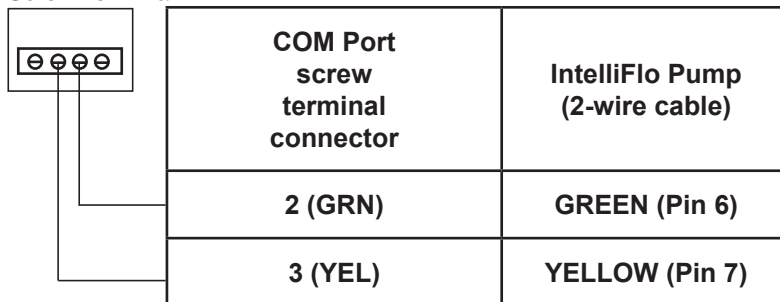 COM Port
screw
terminal
connector
IntelliFlo Pump
(2-wire cable)
2 (GRN)
GREEN (Pin 6)
3 (YEL)
YELLOW (Pin 7)